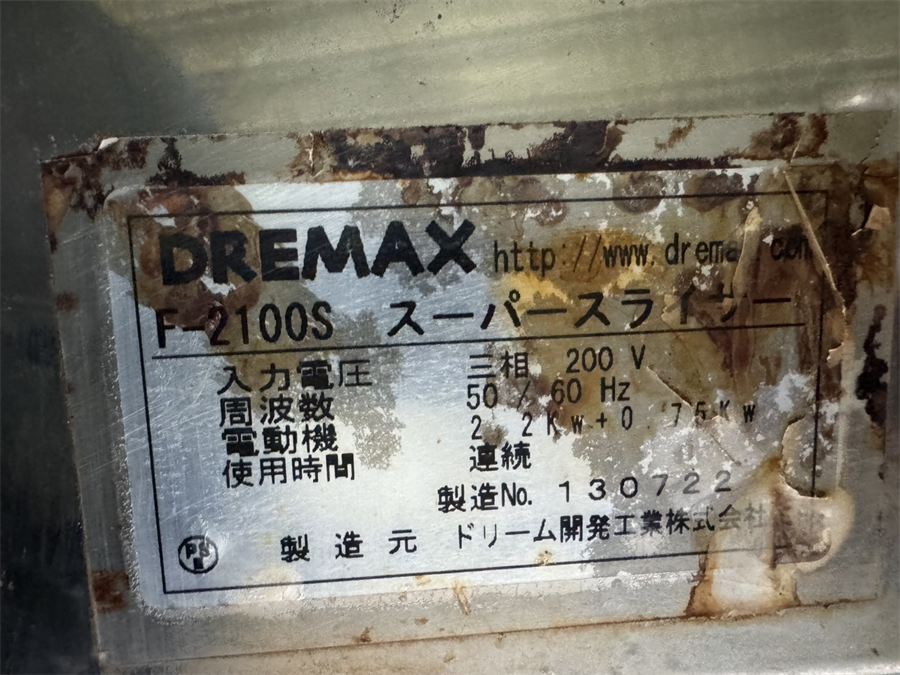 DREMAX http://www.dremax.com
F-2100S スーパースライサー
入力電圧 三相 200 V
周波数 50 / 60 Hz
電動機 2.2Kw+0.75Kw
使用時間 連続
製造No. 130722
PS E
製造元 ドリーム開発工業株式会社